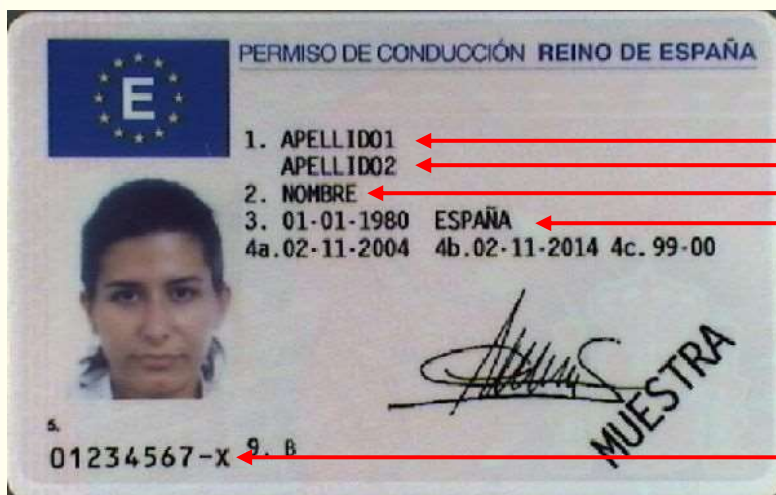 E
PERMISO DE CONDUCCIÓN REINO DE ESPAÑA
1. APELLIDO1
APELLIDO2
2. NOMBRE
3. 01-01-1980 ESPAÑA
4a.02-11-2004 4b.02-11-2014 4c.99-00
MUESTRA
5.
01234567-X 9. B